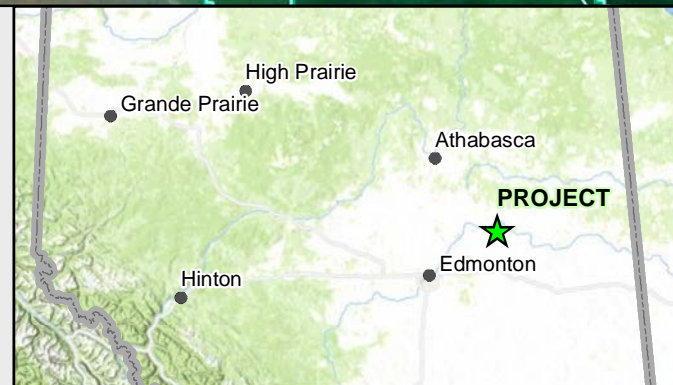 High Prairie
Grande Prairie
Athabasca
PROJECT
Edmonton
Hinton